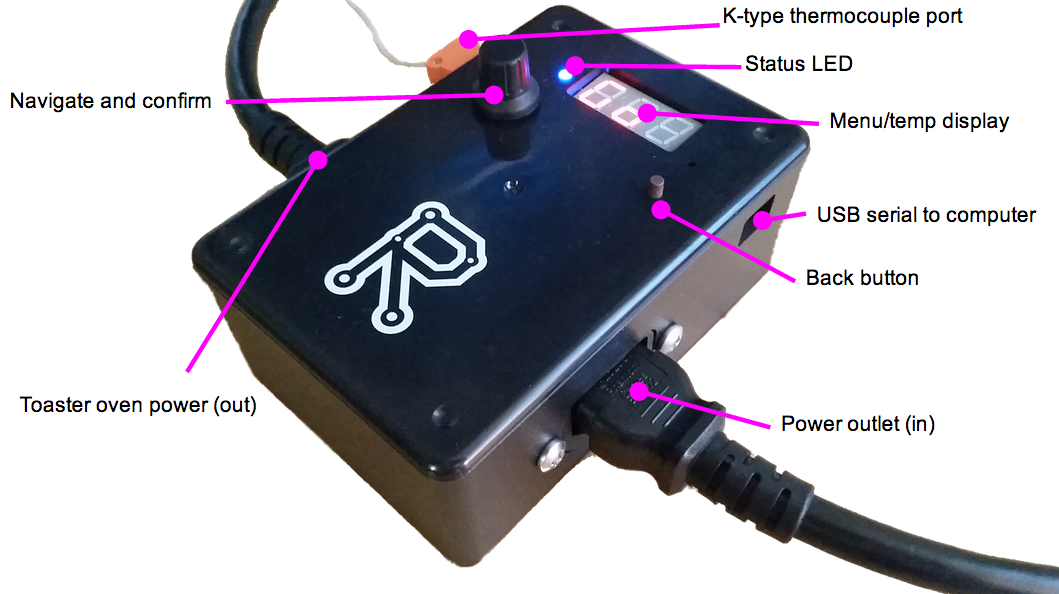 K-type thermocouple port
Status LED
Navigate and confirm
Menu/temp display
USB serial to computer
Back button
Toaster oven power (out)
Power outlet (in)